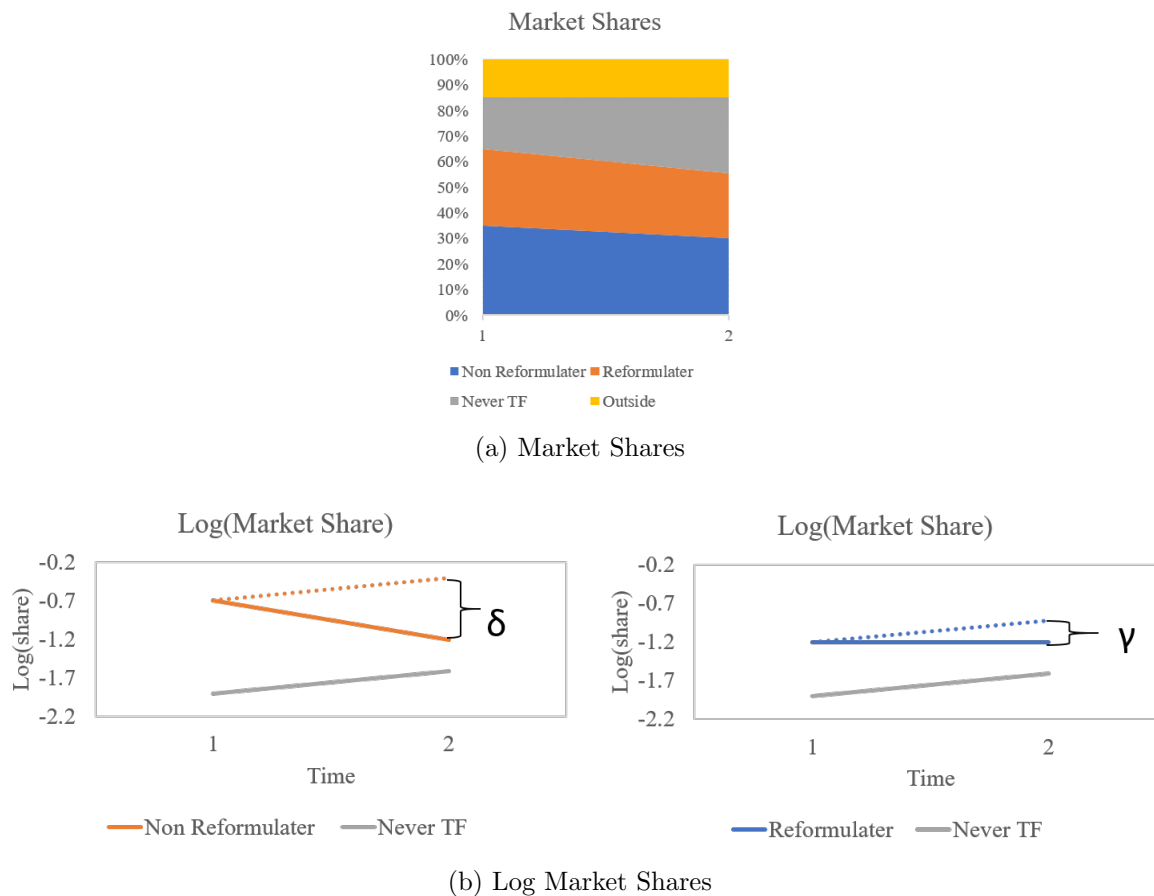 Market Shares
100%
90%
80%
70%
60%
50%
40%
30%
20%
10%
0%
1 2
Non Reformulater Reformulater
Never TF Outside
(a) Market Shares
Log(Market Share)
Log(share)
-0.2
-0.7
-1.2
-1.7
-2.2
δ
1 2
Time
Non Reformulater Never TF
Log(Market Share)
Log(share)
-0.2
-0.7
-1.2
-1.7
-2.2
γ
1 2
Time
Reformulater Never TF
(b) Log Market Shares